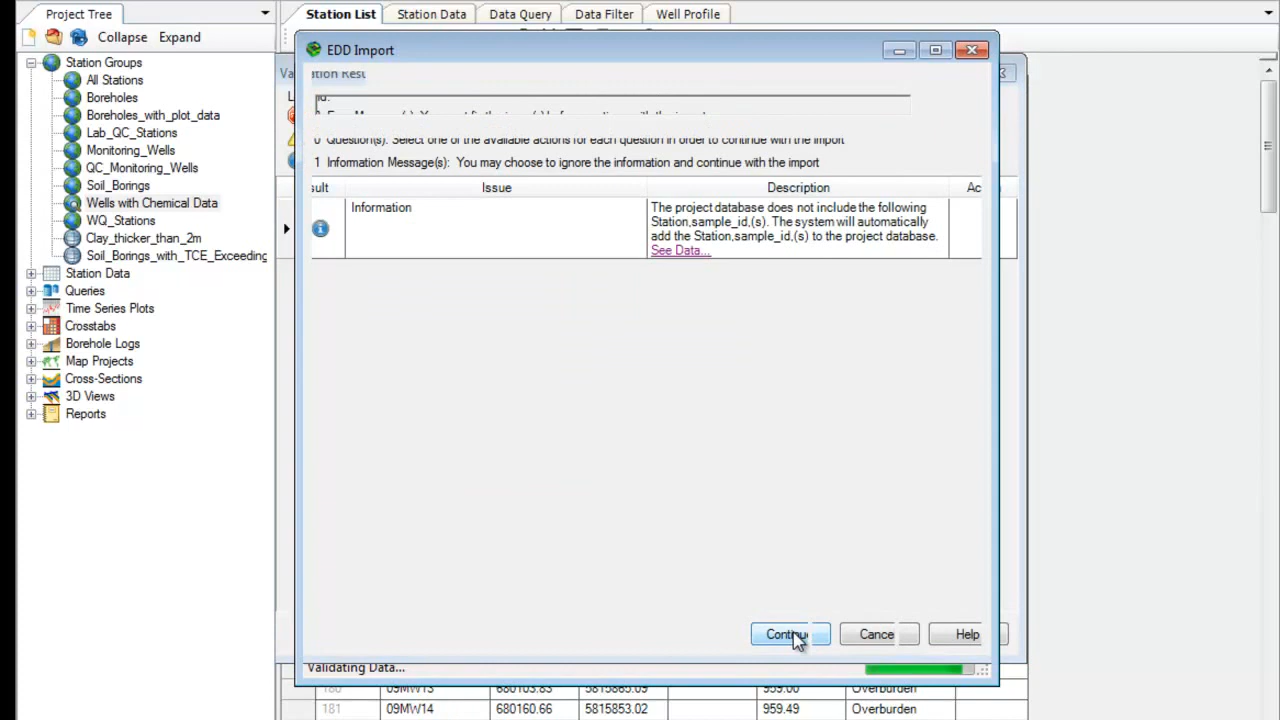 Project Tree
Station List
Station Data
Data Query
Data Filter
Well Profile
Collapse
Expand
EDD Import
Station Groups
All Stations
Boreholes
Boreholes_with_plot_data
Lab_QC_Stations
Monitoring_Wells
QC_Monitoring_Wells
Soil_Borings
Wells with Chemical Data
WQ_Stations
Clay_thicker_than_2m
Soil_Borings_with_TCE_Exceeding
Station Data
Queries
Time Series Plots
Crosstabs
Borehole Logs
Map Projects
Cross-Sections
3D Views
Reports
0 Question(s): Select one of the available actions for each question in order to continue with the import
1 Information Message(s): You may choose to ignore the information and continue with the import
sult
Issue
Description
Ac
Information
The project database does not include the following
Station,sample_id,(s). The system will automatically
add the Station,sample_id,(s) to the project database.
See Data...
Continu
Cance
Help
Validating Data...
180 09MW13 680103.83 5815865.09 959.00 Overburden
181 09MW14 680160.66 5815853.02 959.49 Overburden